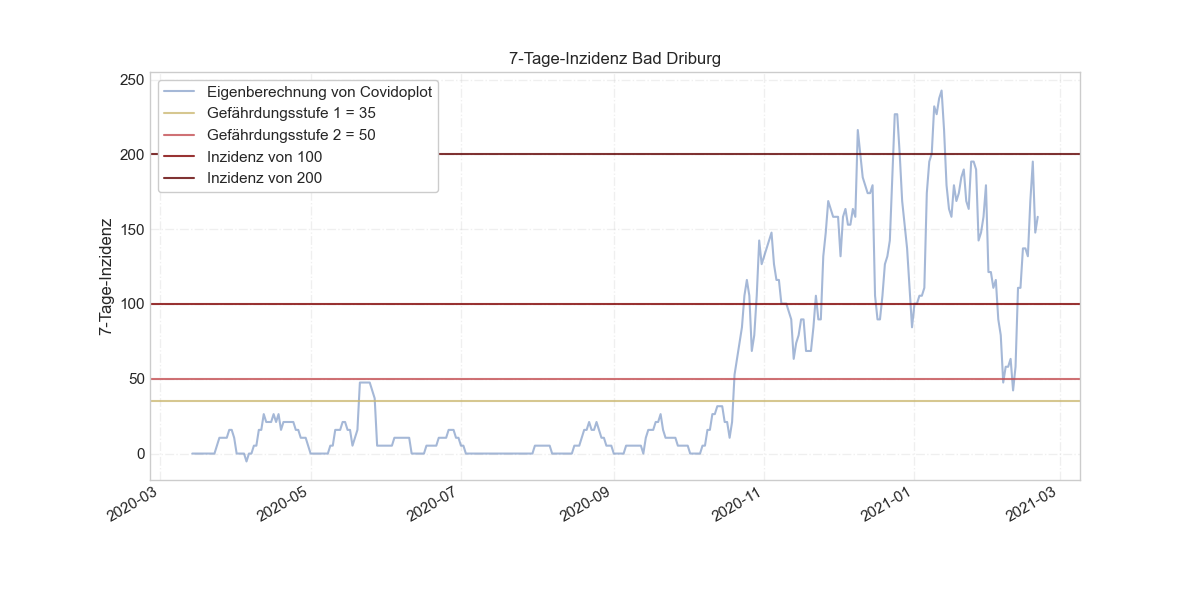 7-Tage-Inzidenz Bad Driburg
250
200
150
100
50
0
7-Tage-Inzidenz
Eigenberechnung von Covidoplot
Gefährdungsstufe 1 = 35
Gefährdungsstufe 2 = 50
Inzidenz von 100
Inzidenz von 200
2020-03
2020-05
2020-07
2020-09
2020-11
2021-01
2021-03